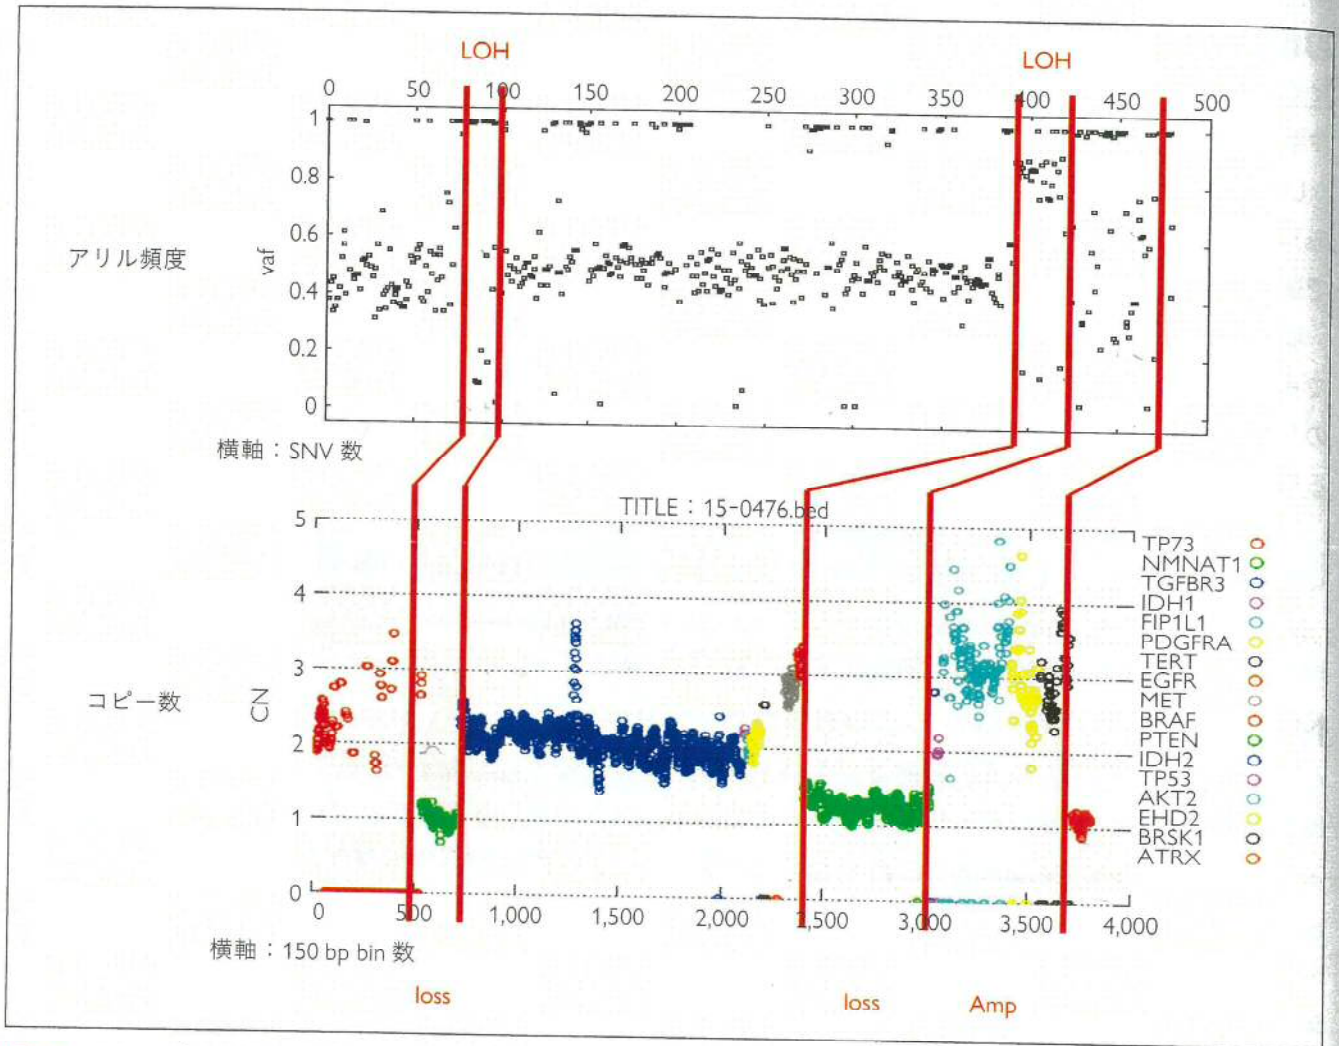 LOH
LOH
0 50 100 150 200 250 300 350 400 450 500
1
0.8
0.6
0.4
0.2
0
アリル頻度
vaf
横軸：SNV 数
TITLE：15-0476.bed
5
4
3
2
1
0
コピー数
CN
0 500 1,000 1,500 2,000 2,500 3,000 3,500 4,000
横軸：150 bp bin 数
TP73
NMNAT1
TGFBR3
IDH1
FIP1L1
PDGFRA
TERT
EGFR
MET
BRAF
PTEN
IDH2
TP53
AKT2
EHD2
BRSK1
ATRX
loss
loss
Amp